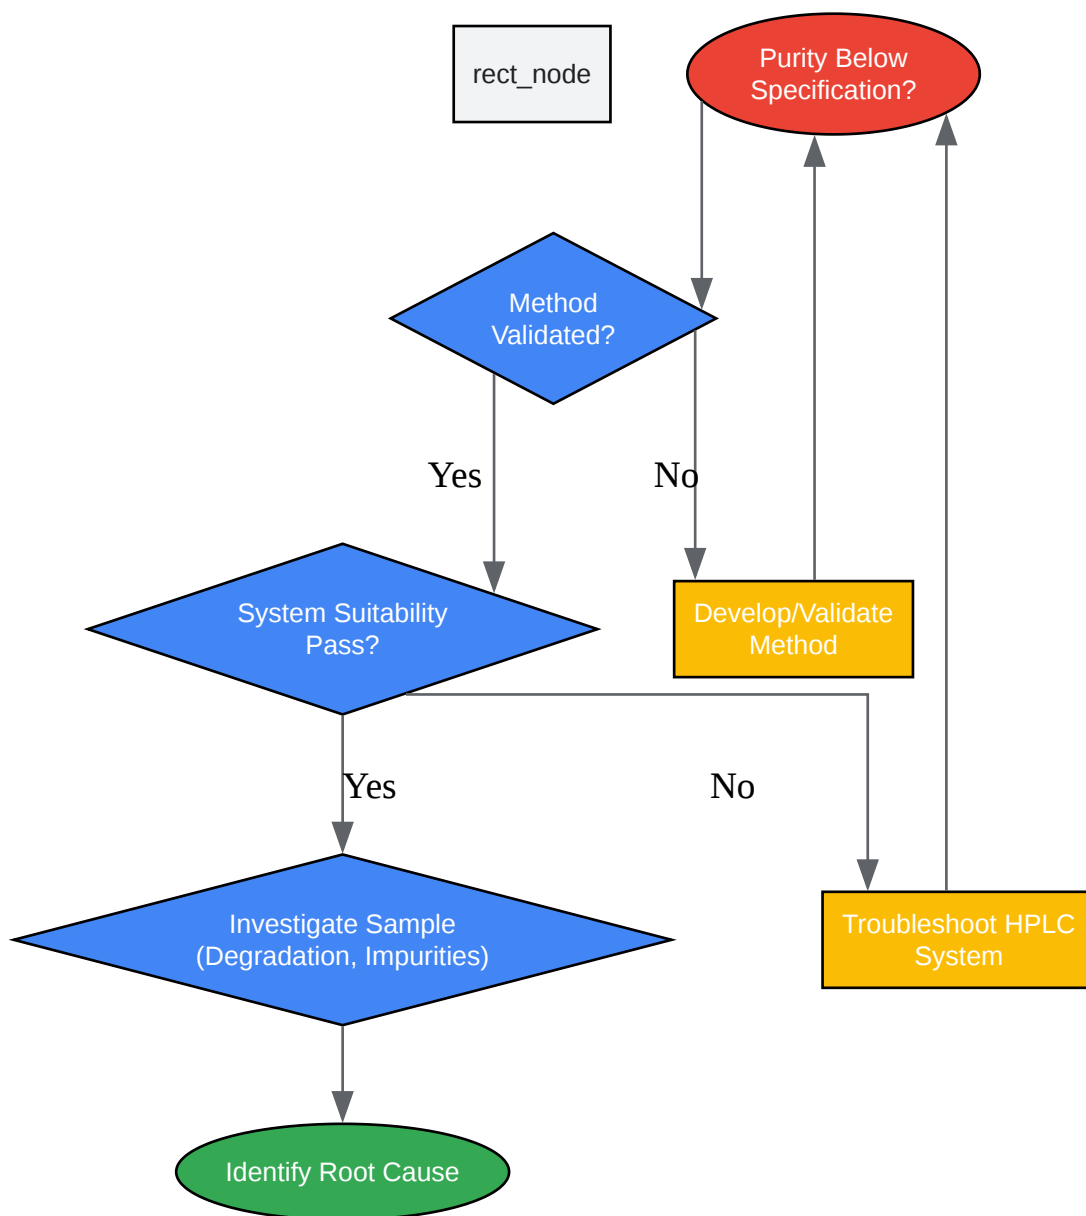 rect_node
Purity Below
Specification?
Method
Validated?
Yes
No
System Suitability
Pass?
Develop/Validate
Method
Yes
No
Investigate Sample
(Degradation, Impurities)
Troubleshoot HPLC
System
Identify Root Cause